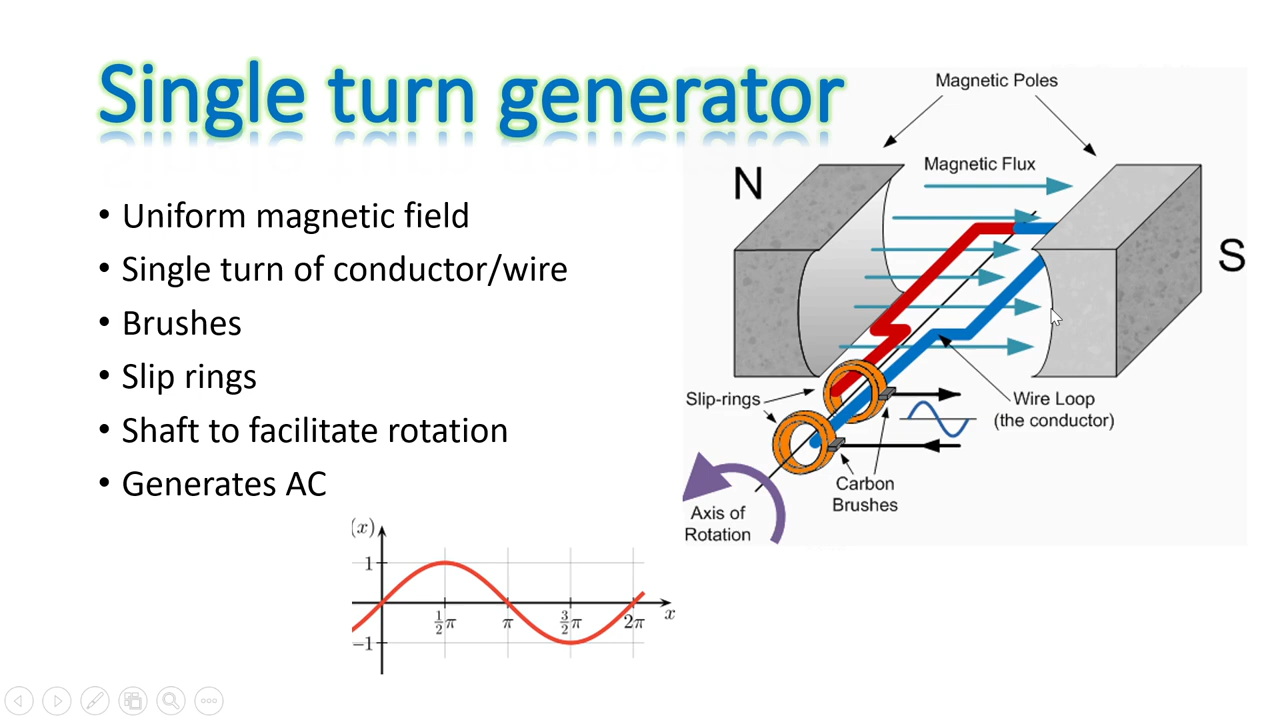 Single turn generator
• Uniform magnetic field
• Single turn of conductor/wire
• Brushes
• Slip rings
• Shaft to facilitate rotation
• Generates AC
Magnetic Poles
Magnetic Flux
N
S
Slip-rings
Wire Loop
(the conductor)
Carbon
Brushes
Axis of
Rotation
(x)
1
½π π 3/2π 2π x
−1